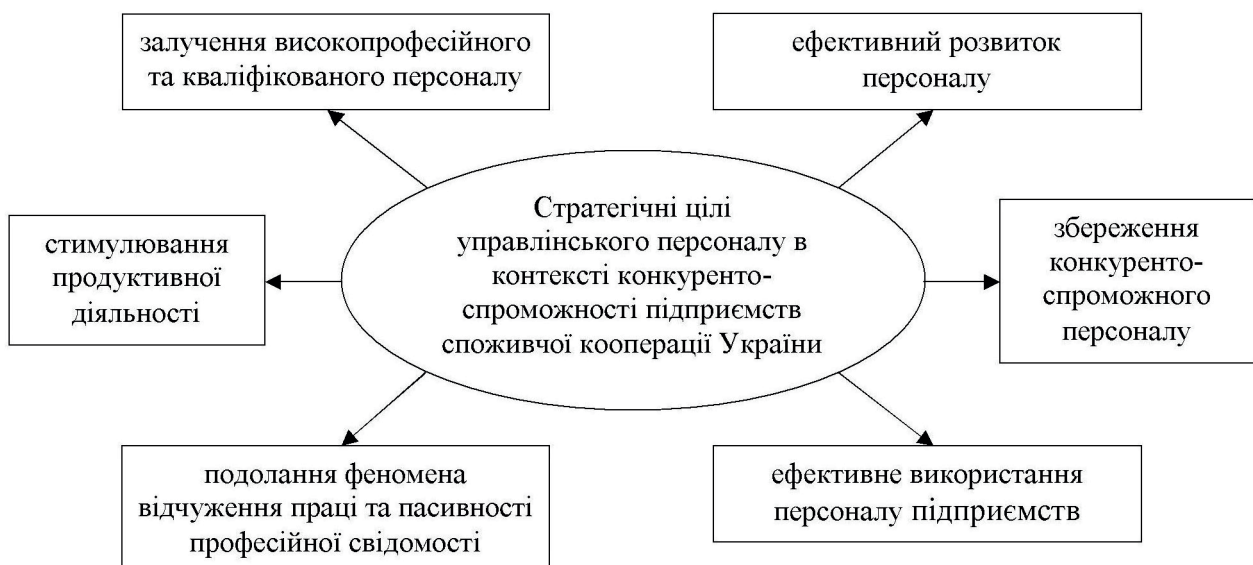 залучення високопрофесійного
та кваліфікованого персоналу
ефективний розвиток
персоналу
стимулювання
продуктивної
діяльності
Стратегічні цілі
управлінського персоналу в
контексті конкуренто-
спроможності підприємств
споживчої кооперації України
збереження
конкуренто-
спроможного
персоналу
подолання феномена
відчуження праці та пасивності
професійної свідомості
ефективне використання
персоналу підприємств